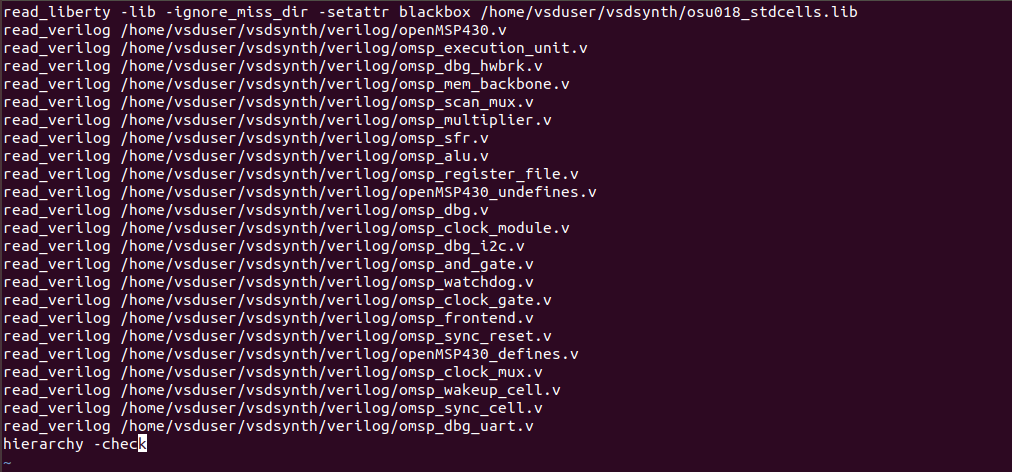 read_liberty -lib -ignore_miss_dir -setattr blackbox /home/vsduser/vsdsynth/osu018_stdcells.lib
read_verilog /home/vsduser/vsdsynth/verilog/openMSP430.v
read_verilog /home/vsduser/vsdsynth/verilog/omsp_execution_unit.v
read_verilog /home/vsduser/vsdsynth/verilog/omsp_dbg_hwbrk.v
read_verilog /home/vsduser/vsdsynth/verilog/omsp_mem_backbone.v
read_verilog /home/vsduser/vsdsynth/verilog/omsp_scan_mux.v
read_verilog /home/vsduser/vsdsynth/verilog/omsp_multiplier.v
read_verilog /home/vsduser/vsdsynth/verilog/omsp_sfr.v
read_verilog /home/vsduser/vsdsynth/verilog/omsp_alu.v
read_verilog /home/vsduser/vsdsynth/verilog/omsp_register_file.v
read_verilog /home/vsduser/vsdsynth/verilog/openMSP430_undefines.v
read_verilog /home/vsduser/vsdsynth/verilog/omsp_dbg.v
read_verilog /home/vsduser/vsdsynth/verilog/omsp_clock_module.v
read_verilog /home/vsduser/vsdsynth/verilog/omsp_dbg_i2c.v
read_verilog /home/vsduser/vsdsynth/verilog/omsp_and_gate.v
read_verilog /home/vsduser/vsdsynth/verilog/omsp_watchdog.v
read_verilog /home/vsduser/vsdsynth/verilog/omsp_clock_gate.v
read_verilog /home/vsduser/vsdsynth/verilog/omsp_frontend.v
read_verilog /home/vsduser/vsdsynth/verilog/omsp_sync_reset.v
read_verilog /home/vsduser/vsdsynth/verilog/openMSP430_defines.v
read_verilog /home/vsduser/vsdsynth/verilog/omsp_clock_mux.v
read_verilog /home/vsduser/vsdsynth/verilog/omsp_wakeup_cell.v
read_verilog /home/vsduser/vsdsynth/verilog/omsp_sync_cell.v
read_verilog /home/vsduser/vsdsynth/verilog/omsp_dbg_uart.v
hierarchy -check
~